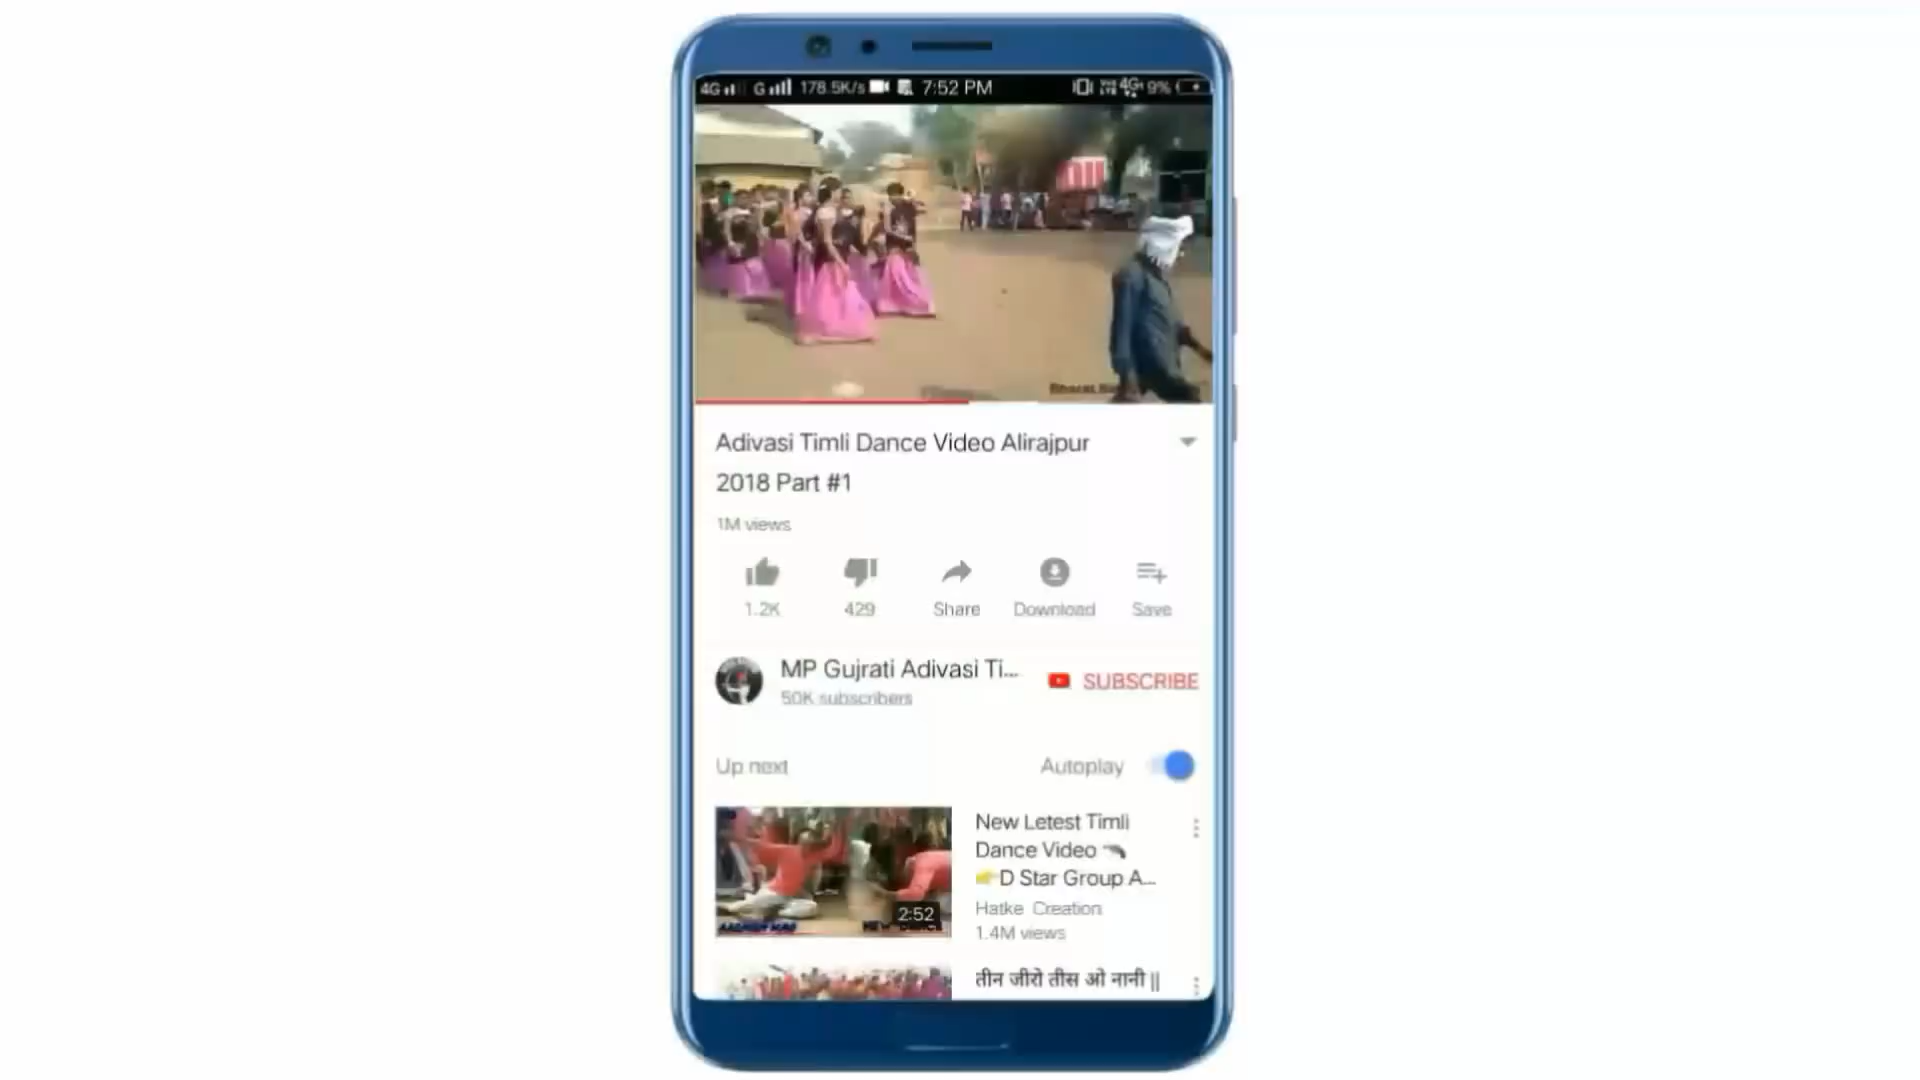 4G G 178.5K/s 7:52 PM 4G+ 9%
Adivasi Timli Dance Video Alirajpur
2018 Part #1
1M views
1.2K 429 Share Download Save
MP Gujrati Adivasi Ti...
50K subscribers
SUBSCRIBE
Up next Autoplay
New Letest Timli
Dance Video
D Star Group A...
Hatke Creation
1.4M views
2:52
तीन जीरो तीस ओ नानी ||